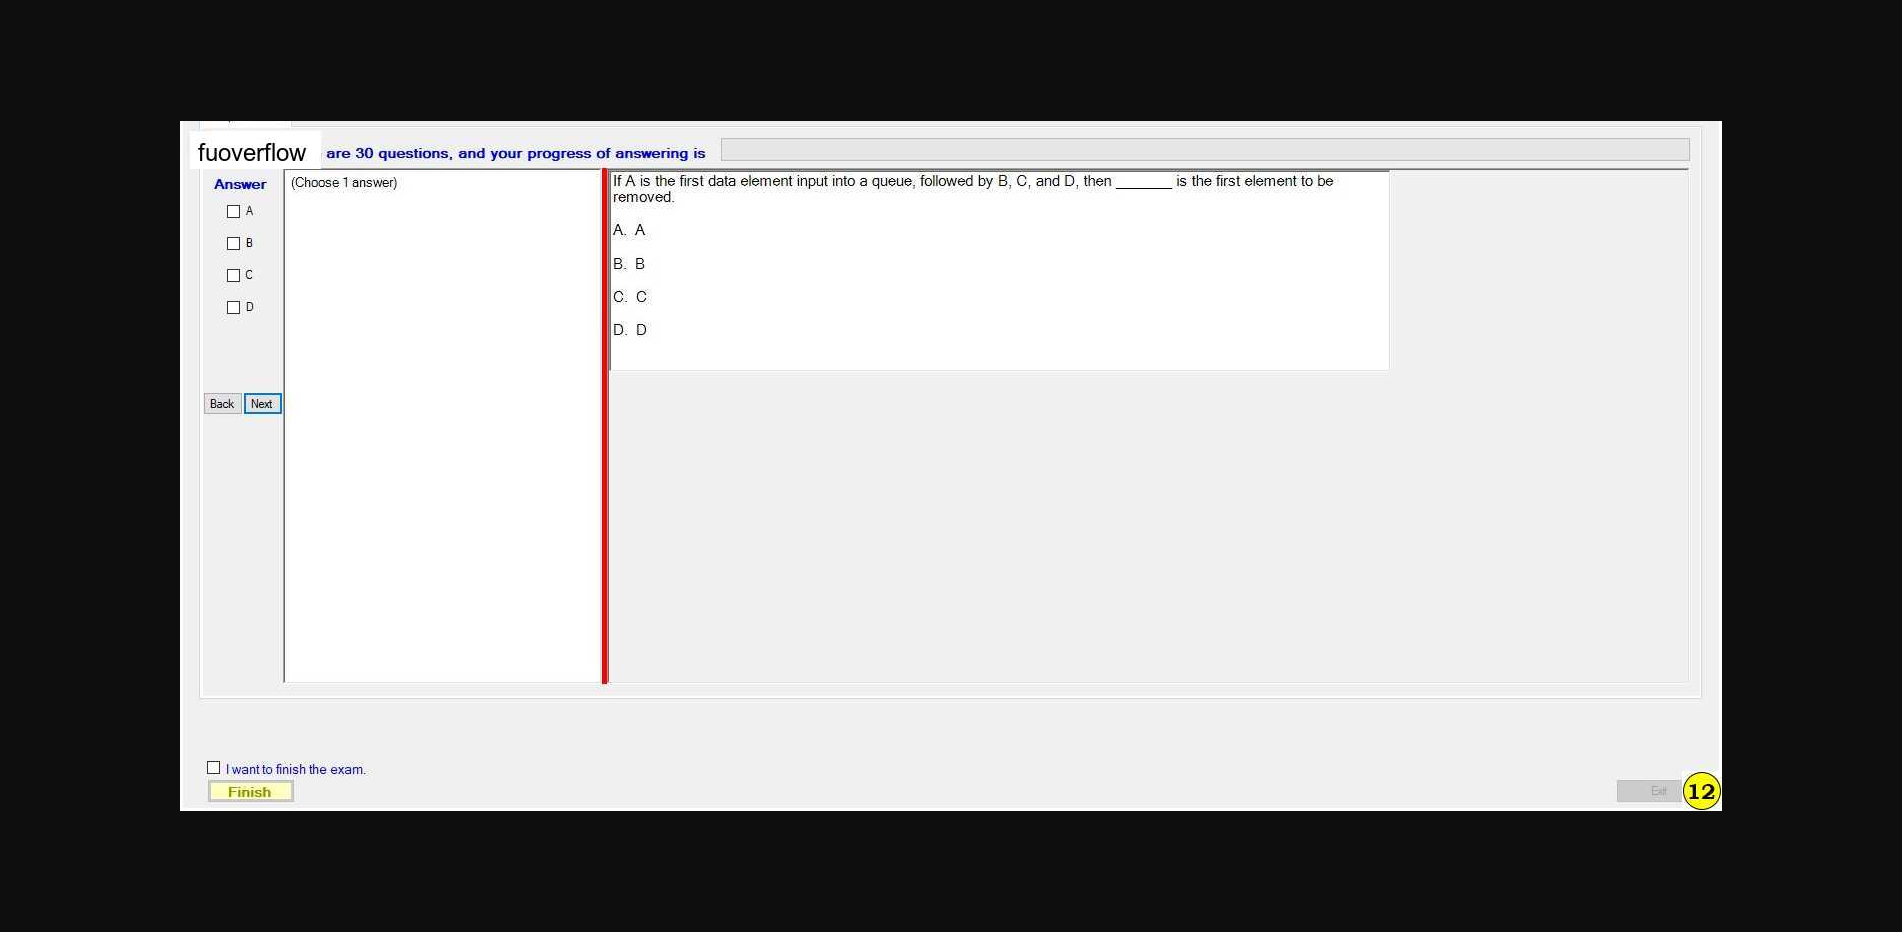 fuoverflow are 30 questions, and your progress of answering is
Answer
(Choose 1 answer)
A
B
C
D
Back Next
If A is the first data element input into a queue, followed by B, C, and D, then _______ is the first element to be
removed.
A. A
B. B
C. C
D. D
I want to finish the exam.
Finish
Exit
12